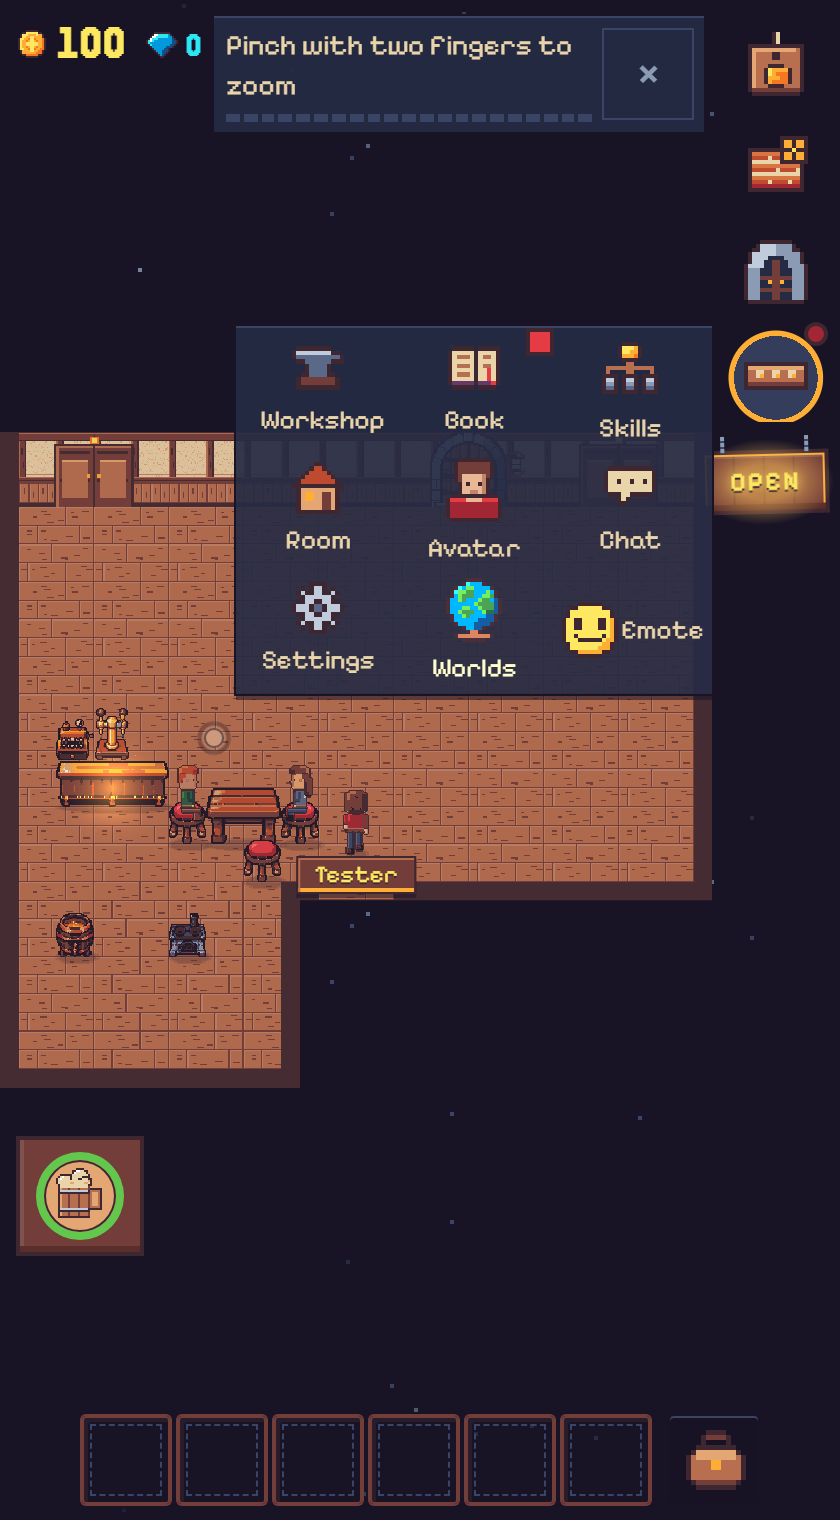 100
0
Pinch with two fingers to
zoom
×
Workshop
Book
Skills
Room
Avatar
Chat
Settings
Worlds
Emote
OPEN
Tester